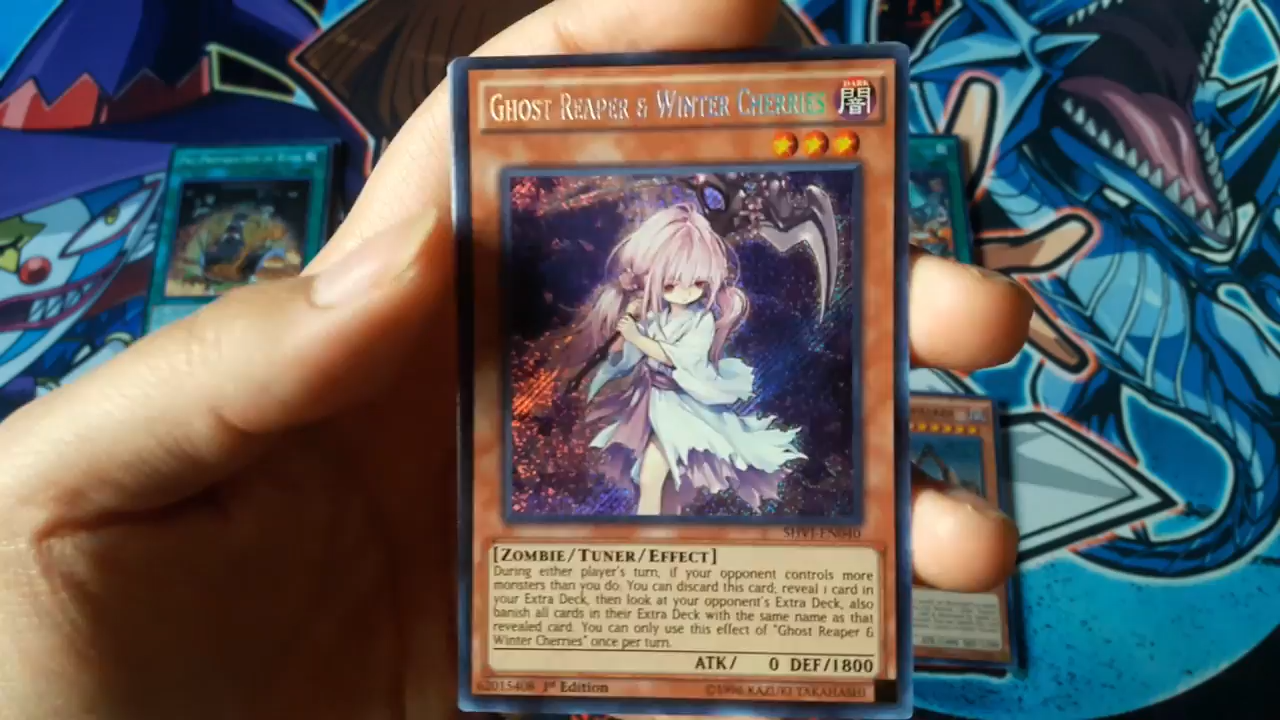 GHOST REAPER & WINTER CHERRIES
DARK
闇
SHVI-EN040
[ZOMBIE/TUNER/EFFECT]
During either player's turn, if your opponent controls more
monsters than you do: You can discard this card; reveal 1 card in
your Extra Deck, then look at your opponent's Extra Deck, also
banish all cards in their Extra Deck with the same name as that
revealed card. You can only use this effect of "Ghost Reaper &
Winter Cherries" once per turn.
ATK/ 0 DEF/1800
62015408 1st Edition
©1996 KAZUKI TAKAHASHI